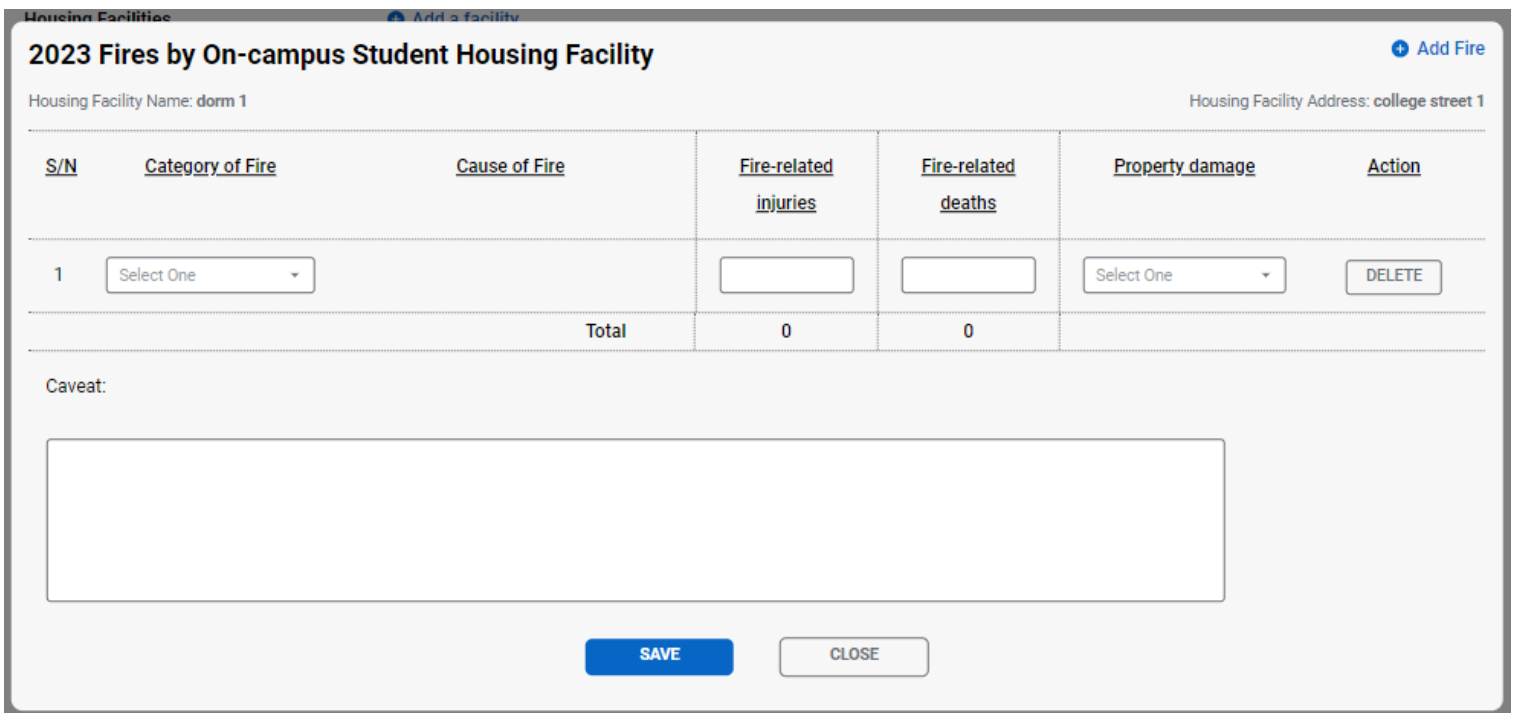 Housing Facilities Add a facility
2023 Fires by On-campus Student Housing Facility
Add Fire
Housing Facility Name: dorm 1
Housing Facility Address: college street 1
S/N Category of Fire Cause of Fire Fire-related injuries Fire-related deaths Property damage Action
1 Select One Select One DELETE
Total 0 0
Caveat:
SAVE CLOSE